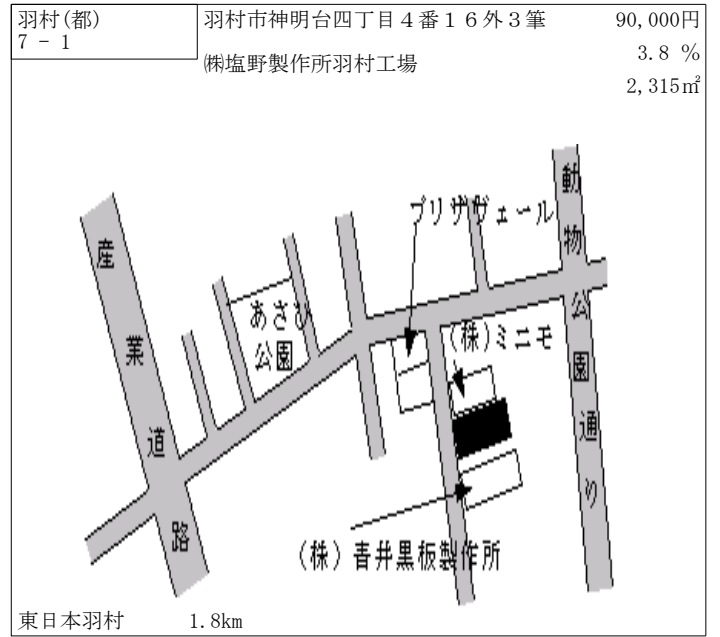 羽村(都)
7 - 1
羽村市神明台四丁目４番１６外３筆
90,000円
㈱塩野製作所羽村工場
3.8 %
2,315㎡
動物公園通り
ブリザヴェール
産業道路
あさひ
公園
(株)ミニモ
(株) 青井黒板製作所
東日本羽村 1.8km